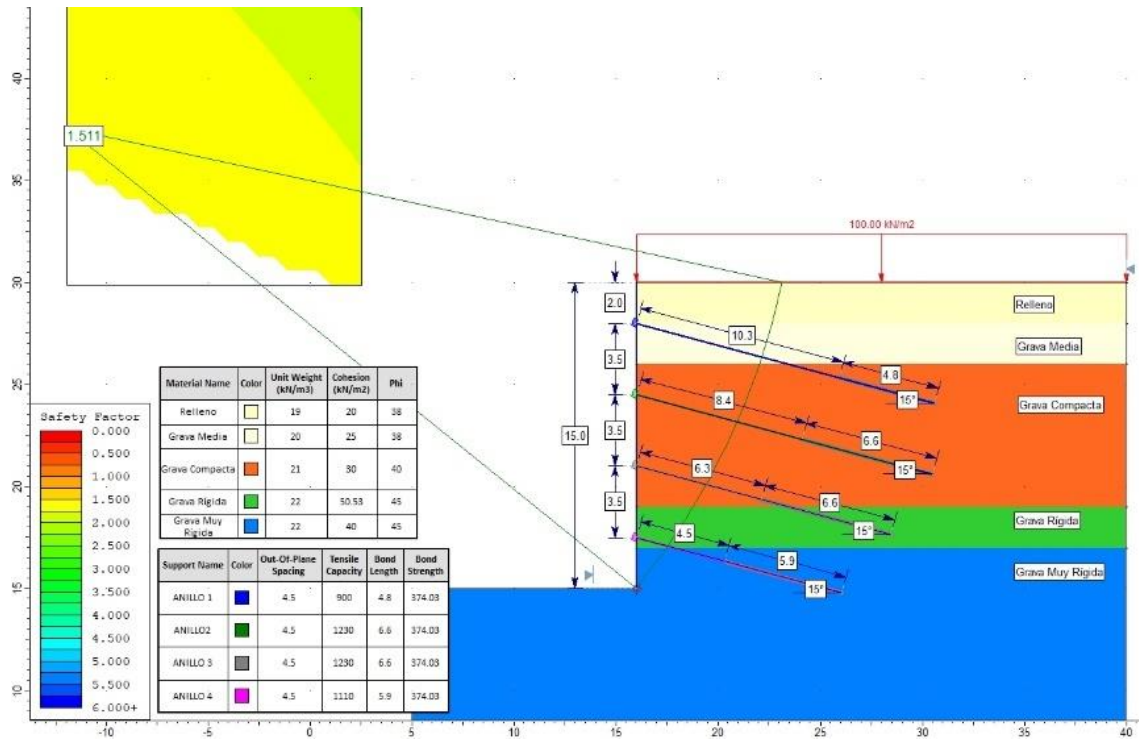 40
35
30
25
20
15
10
1.511
100.00 kN/m2
2.0
3.5
3.5
3.5
15.0
10.3
4.8
15°
8.4
6.6
15°
6.3
6.6
15°
4.5
5.9
15°
Relleno
Grava Media
Grava Compacta
Grava Rígida
Grava Muy Rígida
Safety Factor
0.000
0.500
1.000
1.500
2.000
2.500
3.000
3.500
4.000
4.500
5.000
5.500
6.000+
Material Name Color Unit Weight (kN/m3) Cohesion (kN/m2) Phi
Relleno 19 20 38
Grava Media 20 25 38
Grava Compacta 21 30 40
Grava Rígida 22 50.53 45
Grava Muy Rígida 22 40 45
Support Name Color Out-Of-Plane Spacing Tensile Capacity Bond Length Bond Strength
ANILLO 1 4.5 900 4.8 374.03
ANILLO2 4.5 1230 6.6 374.03
ANILLO 3 4.5 1230 6.6 374.03
ANILLO 4 4.5 1110 5.9 374.03
-10 -5 0 5 10 15 20 25 30 35 40